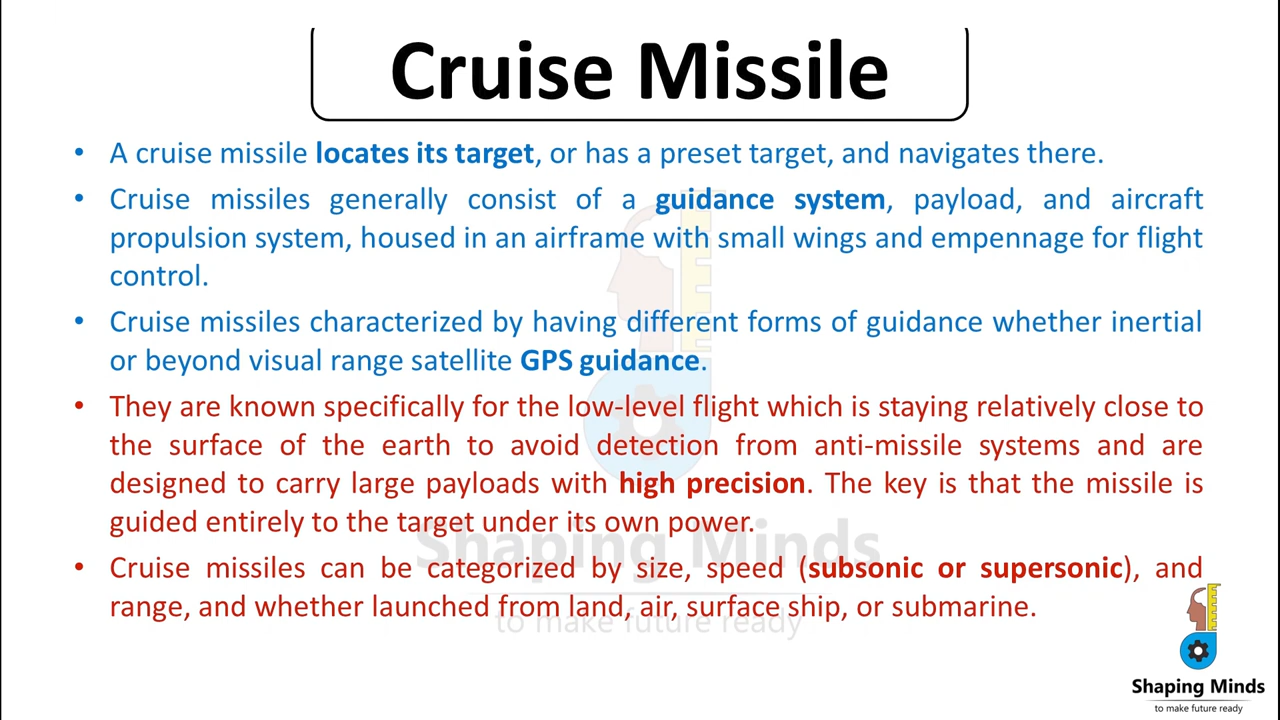 Cruise Missile
• A cruise missile locates its target, or has a preset target, and navigates there.
• Cruise missiles generally consist of a guidance system, payload, and aircraft
propulsion system, housed in an airframe with small wings and empennage for flight
control.
• Cruise missiles characterized by having different forms of guidance whether inertial
or beyond visual range satellite GPS guidance.
• They are known specifically for the low-level flight which is staying relatively close to
the surface of the earth to avoid detection from anti-missile systems and are
designed to carry large payloads with high precision. The key is that the missile is
guided entirely to the target under its own power.
• Cruise missiles can be categorized by size, speed (subsonic or supersonic), and
range, and whether launched from land, air, surface ship, or submarine.
Shaping Minds
to make future ready
Shaping Minds
to make future ready